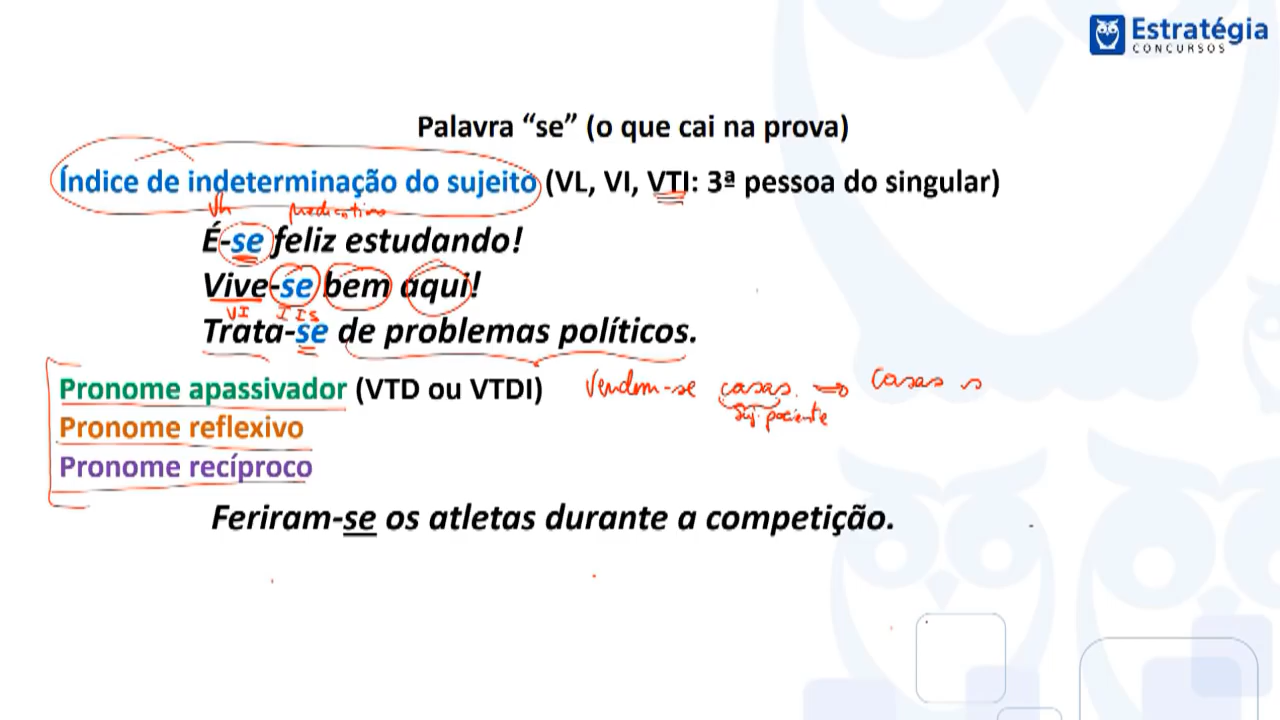 Estratégia
CONCURSOS
Palavra “se” (o que cai na prova)
Índice de indeterminação do sujeito (VL, VI, VTI: 3ª pessoa do singular)
predicativo
É-se feliz estudando!
Vive-se bem aqui!
VI IIS
Trata-se de problemas políticos.
Pronome apassivador (VTD ou VTDI) Vendem-se casas. ⇒ Casas s
Suj. paciente
Pronome reflexivo
Pronome recíproco
Feriram-se os atletas durante a competição.